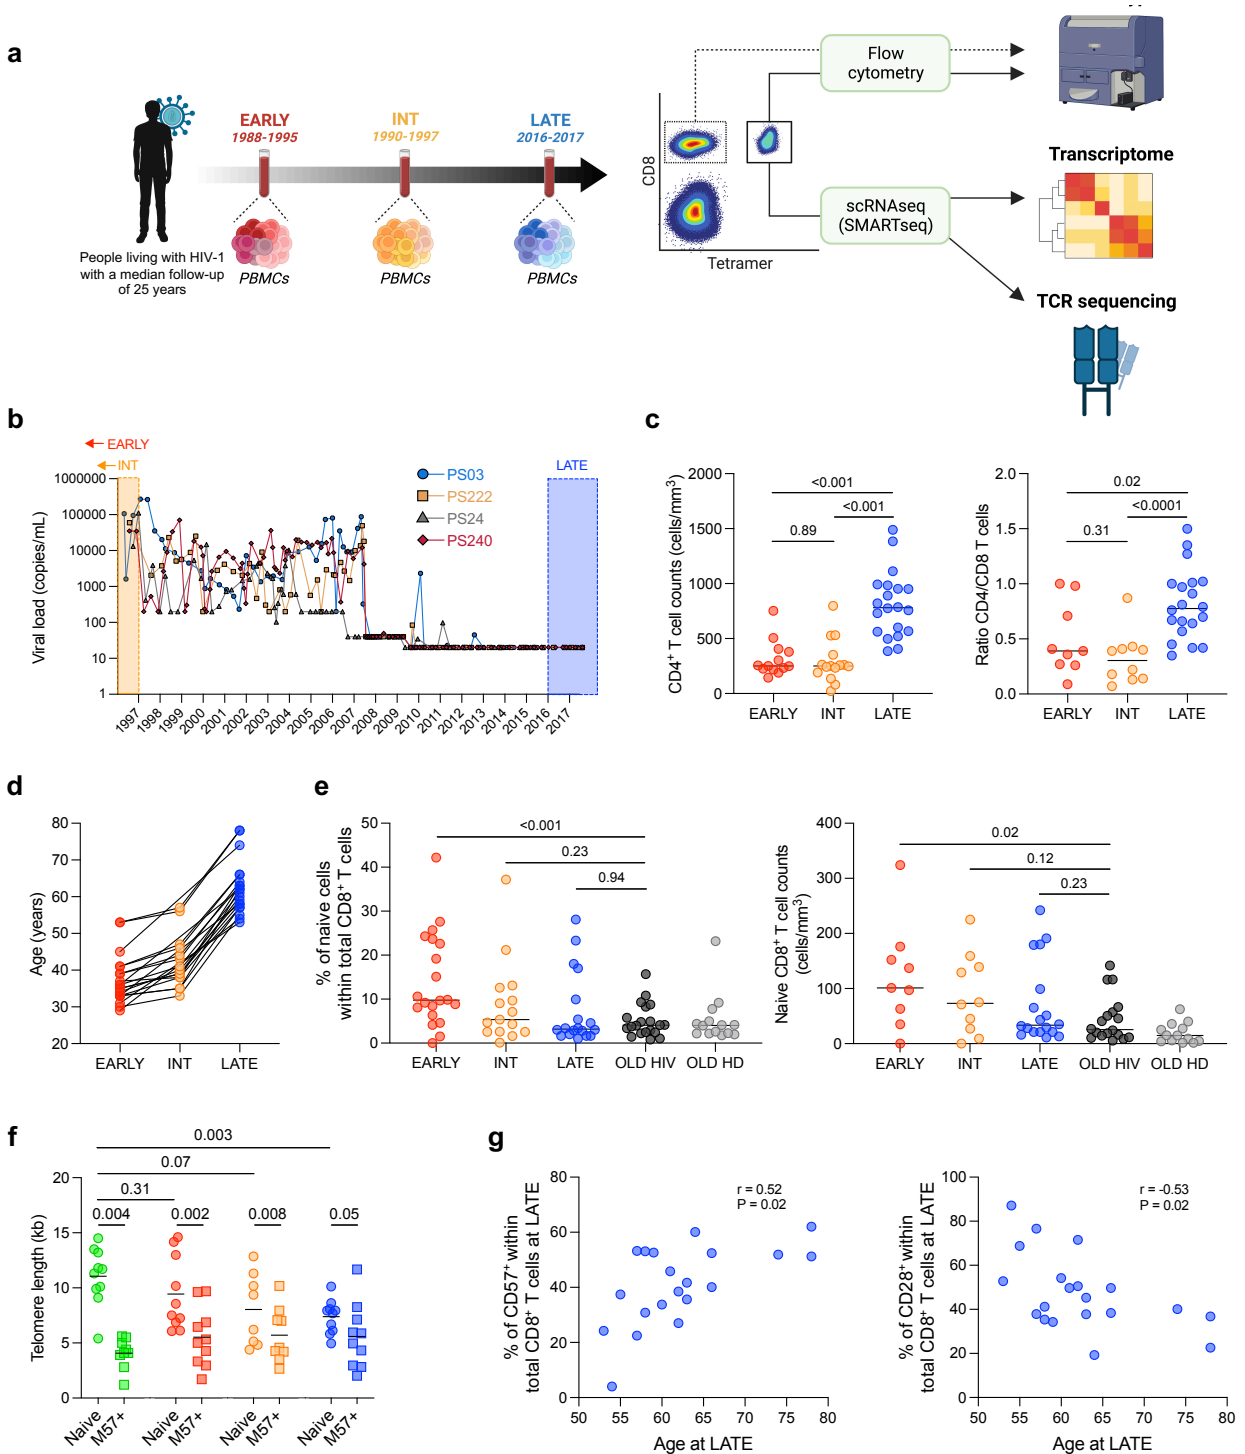 a
EARLY
1988-1995
INT
1990-1997
LATE
2016-2017
People living with HIV-1
with a median follow-up
of 25 years
PBMCs
PBMCs
PBMCs
CD8
Tetramer
Flow
cytometry
scRNAseq
(SMARTseq)
Transcriptome
TCR sequencing
b
EARLY
INT
LATE
Viral load (copies/mL)
1000000
100000
10000
1000
100
10
1
PS03
PS222
PS24
PS240
1997 1998 1999 2000 2001 2002 2003 2004 2005 2006 2007 2008 2009 2010 2011 2012 2013 2014 2015 2016 2017
c
CD4+ T cell counts (cells/mm³)
2000
1500
1000
500
0
<0.001
<0.001
0.89
EARLY INT LATE
Ratio CD4/CD8 T cells
2.0
1.5
1.0
0.5
0.0
0.02
<0.0001
0.31
EARLY INT LATE
d
Age (years)
80
70
60
50
40
30
20
EARLY INT LATE
e
% of naive cells
within total CD8+ T cells
50
40
30
20
10
0
<0.001
0.23
0.94
EARLY INT LATE OLD HIV OLD HD
Naive CD8+ T cell counts
(cells/mm³)
400
300
200
100
0
0.02
0.12
0.23
EARLY INT LATE OLD HIV OLD HD
f
Telomere length (kb)
20
15
10
5
0
0.003
0.07
0.31
0.004 0.002 0.008 0.05
Naive M57+ Naive M57+ Naive M57+ Naive M57+
g
% of CD57+ within
total CD8+ T cells at LATE
80
60
40
20
0
r = 0.52
P = 0.02
50 55 60 65 70 75 80
Age at LATE
% of CD28+ within
total CD8+ T cells at LATE
100
80
60
40
20
0
r = -0.53
P = 0.02
50 55 60 65 70 75 80
Age at LATE